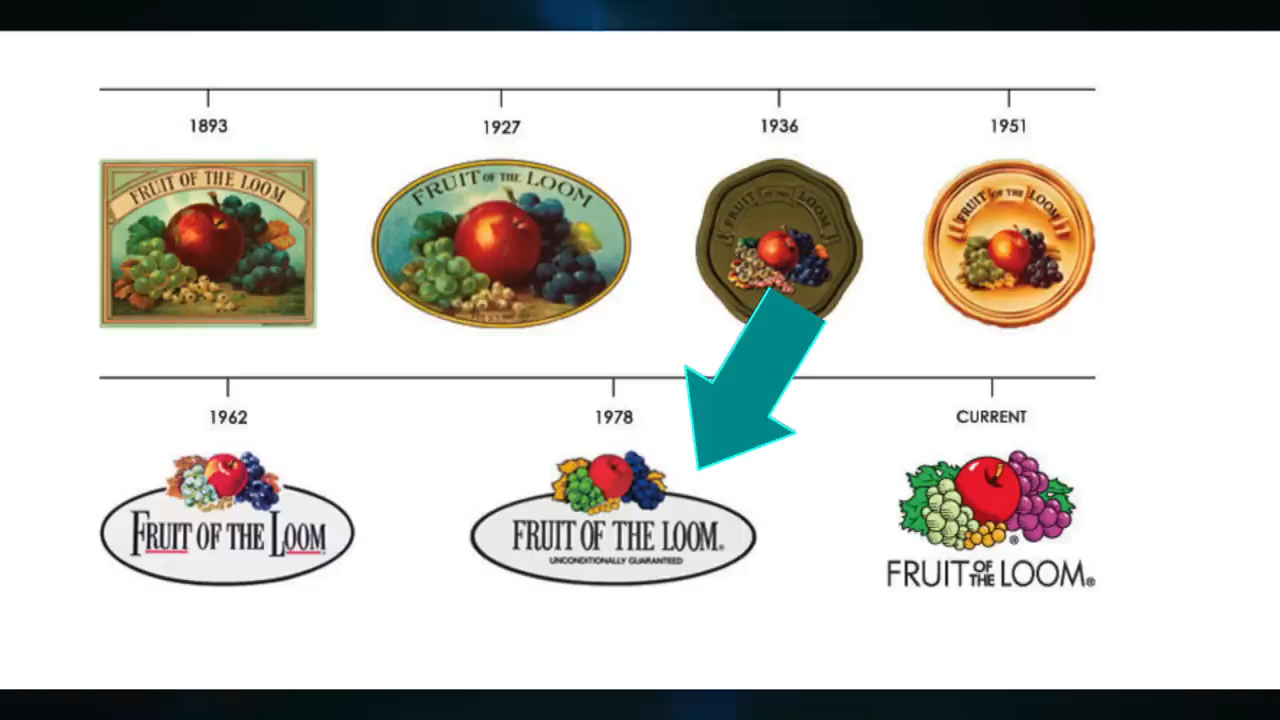 1893
1927
1936
1951
FRUIT OF THE LOOM
FRUIT OF THE LOOM
FRUIT OF THE LOOM
FRUIT OF THE LOOM
1962
1978
CURRENT
FRUIT OF THE LOOM
FRUIT OF THE LOOM®
UNCONDITIONALLY GUARANTEED
®
FRUIT OF THE LOOM®